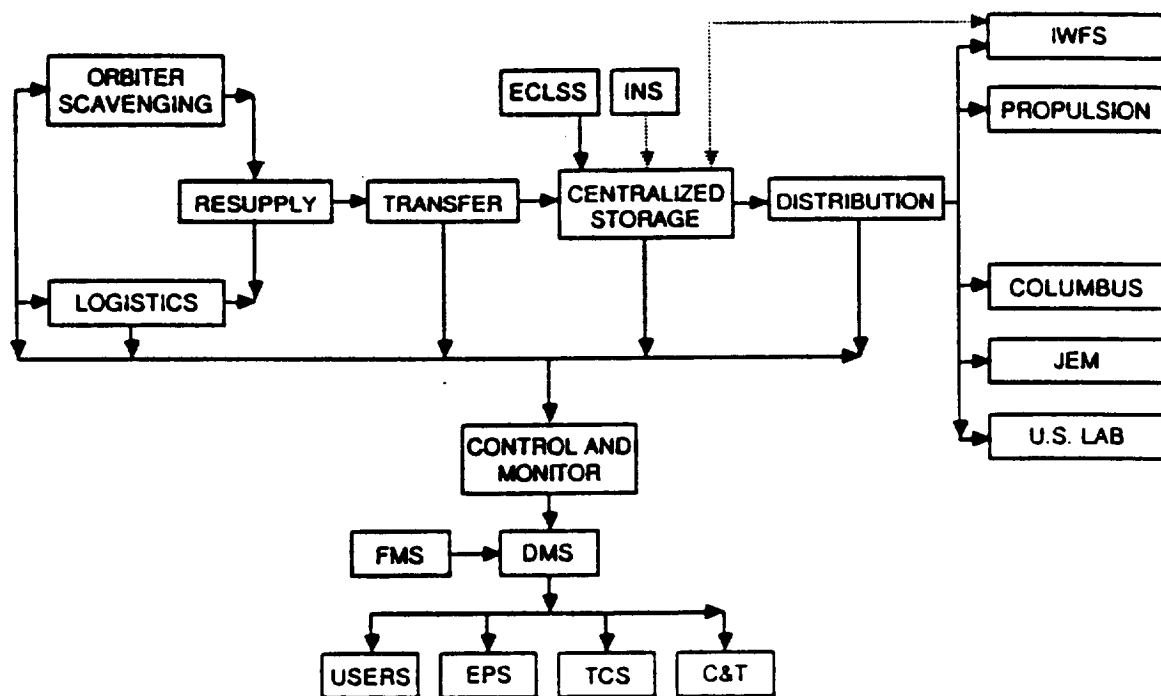 IWFS
ORBITER
SCAVENGING
ECLSS
INS
PROPULSION
RESUPPLY
TRANSFER
CENTRALIZED
STORAGE
DISTRIBUTION
LOGISTICS
COLUMBUS
JEM
U.S. LAB
CONTROL AND
MONITOR
FMS
DMS
USERS
EPS
TCS
C&T